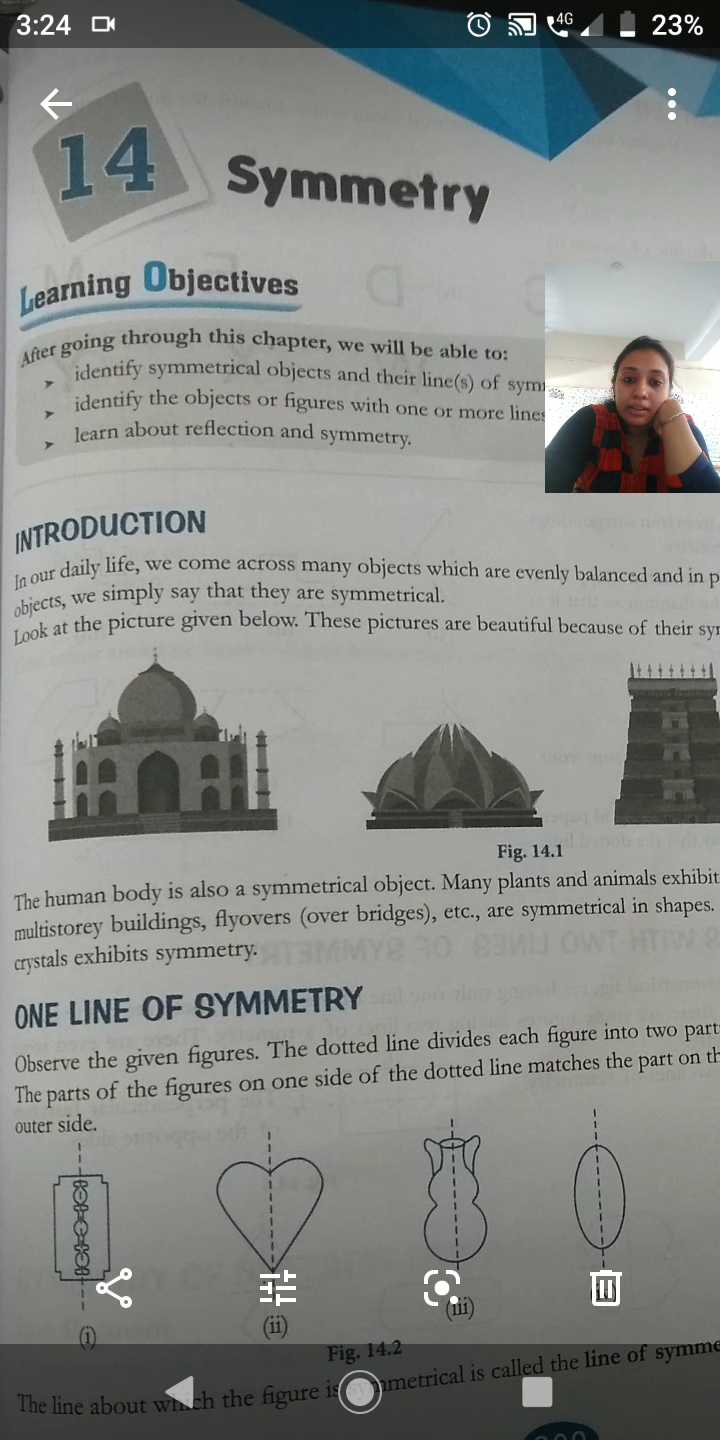 3:24
4G
23%
14
Symmetry
Learning Objectives
After going through this chapter, we will be able to:
➤ identify symmetrical objects and their line(s) of sym
➤ identify the objects or figures with one or more lines
➤ learn about reflection and symmetry.
INTRODUCTION
In our daily life, we come across many objects which are evenly balanced and in p
objects, we simply say that they are symmetrical.
Look at the picture given below. These pictures are beautiful because of their sy
Fig. 14.1
The human body is also a symmetrical object. Many plants and animals exhibit
multistorey buildings, flyovers (over bridges), etc., are symmetrical in shapes.
crystals exhibits symmetry.
ONE LINE OF SYMMETRY
Observe the given figures. The dotted line divides each figure into two part
The parts of the figures on one side of the dotted line matches the part on th
outer side.
(i)
(ii)
(iii)
Fig. 14.2
The line about which the figure is symmetrical is called the line of symme